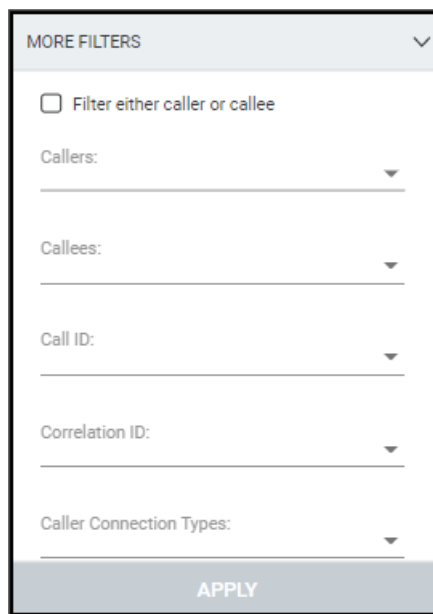 MORE FILTERS
Filter either caller or callee
Callers:
Callees:
Call ID:
Correlation ID:
Caller Connection Types:
APPLY